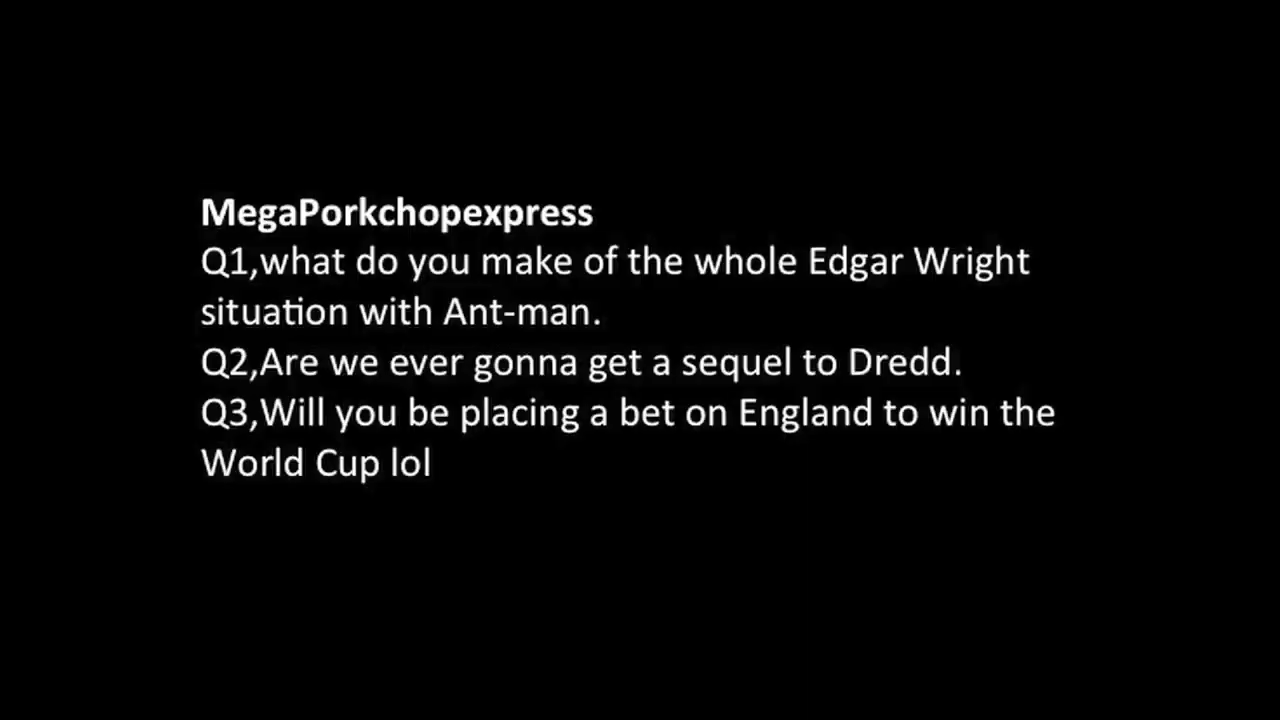 MegaPorkchopexpress
Q1,what do you make of the whole Edgar Wright
situation with Ant-man.
Q2,Are we ever gonna get a sequel to Dredd.
Q3,Will you be placing a bet on England to win the
World Cup lol